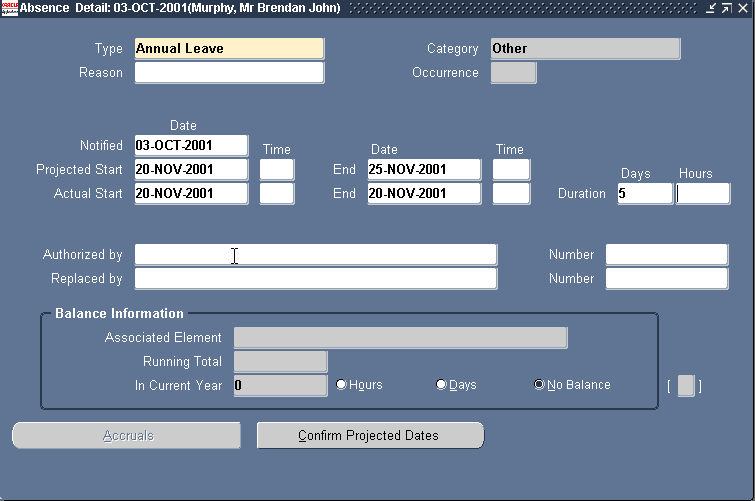 ORACLE Absence Detail: 03-OCT-2001(Murphy, Mr Brendan John)
Type Annual Leave Category Other
Reason Occurrence
Date
Notified 03-OCT-2001 Time Date Time
Projected Start 20-NOV-2001 End 25-NOV-2001 Days Hours
Actual Start 20-NOV-2001 End 20-NOV-2001 Duration 5
Authorized by Number
Replaced by Number
Balance Information
Associated Element
Running Total
In Current Year 0 Hours Days No Balance [ ]
Accruals Confirm Projected Dates